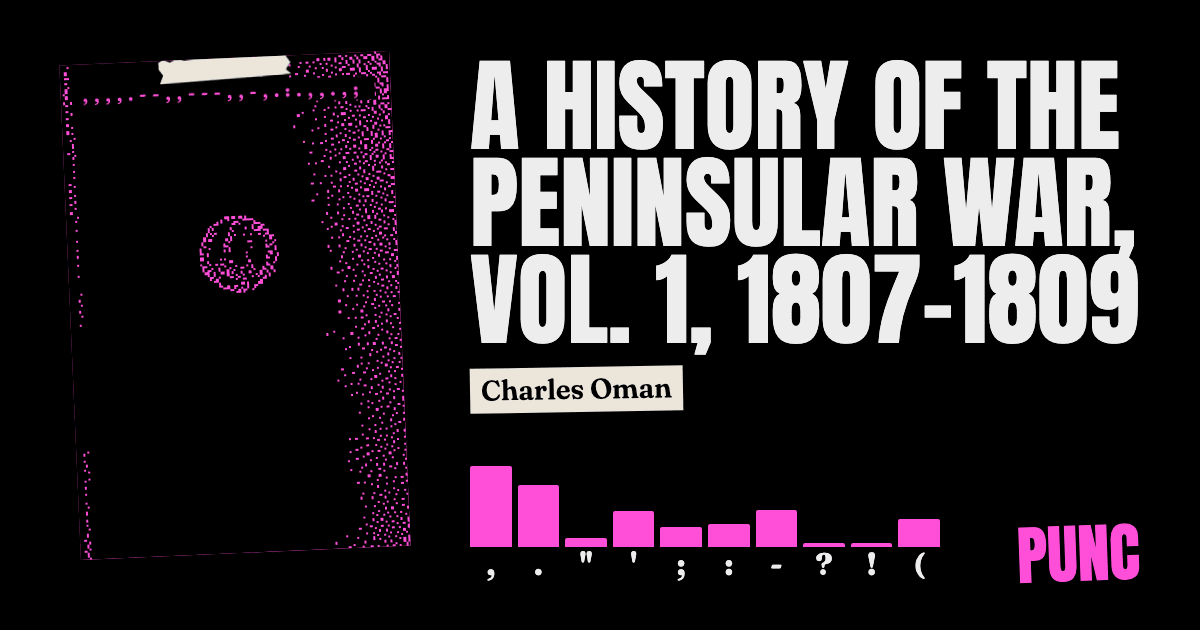 A HISTORY OF THE
PENINSULAR WAR,
VOL. 1, 1807-1809
Charles Oman
, . " ' ; : - ? ! (
PUNC